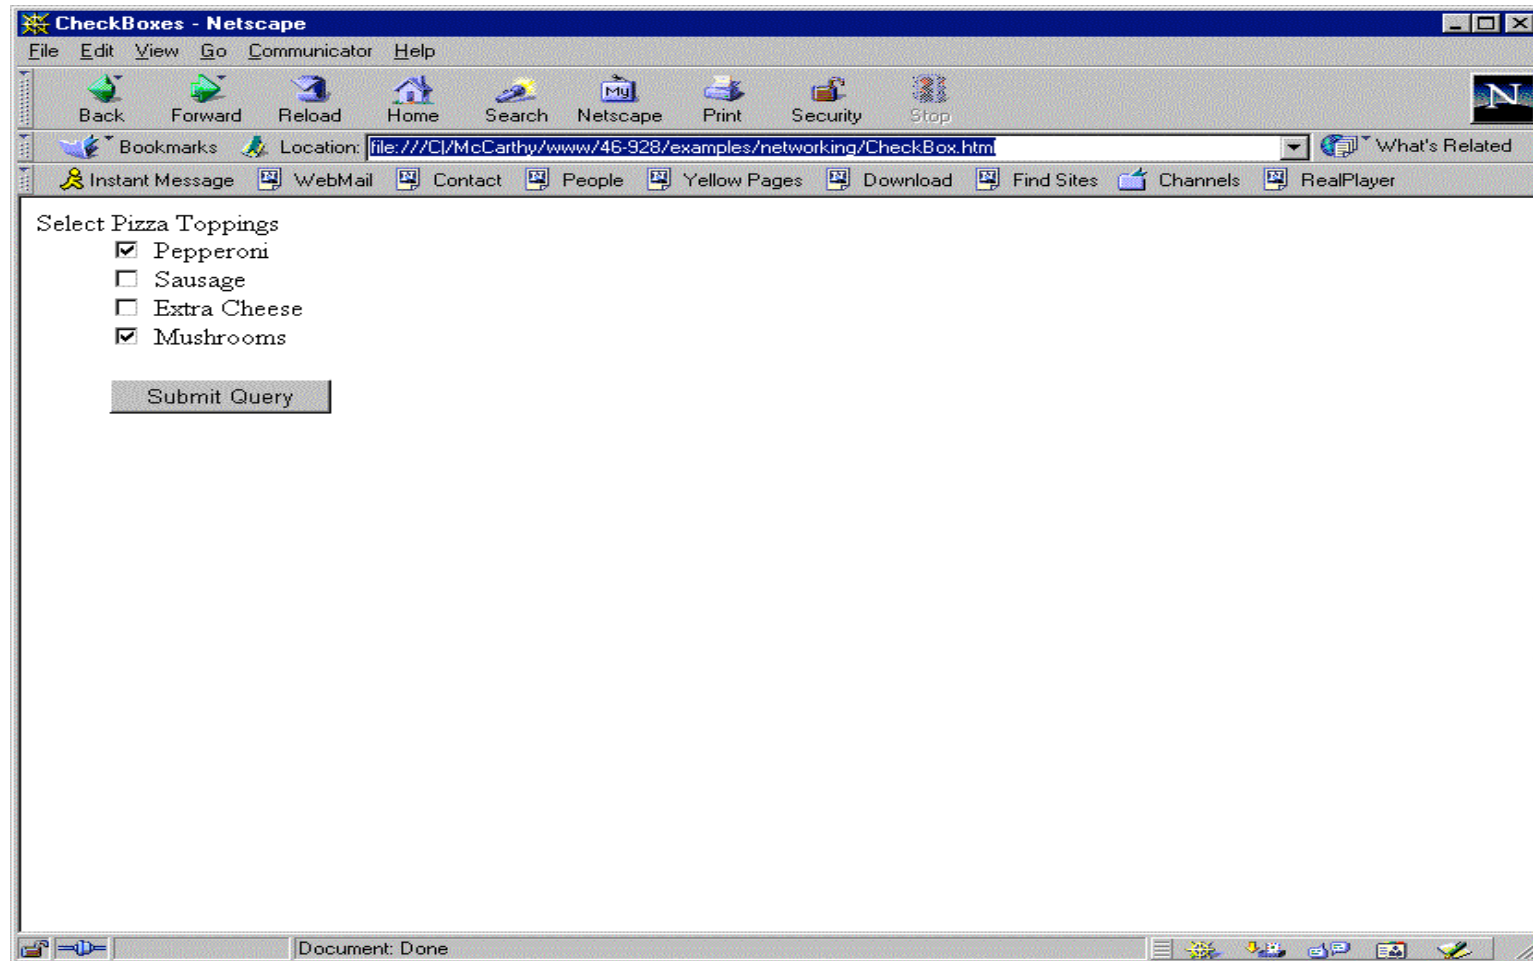 CheckBoxes - Netscape
File Edit View Go Communicator Help
Back Forward Reload Home Search Netscape Print Security Stop
My
N
Bookmarks Location: file:///C|/McCarthy/www/46-928/examples/networking/CheckBox.html What's Related
Instant Message WebMail Contact People Yellow Pages Download Find Sites Channels RealPlayer
Select Pizza Toppings
Pepperoni
Sausage
Extra Cheese
Mushrooms
Submit Query
Document: Done